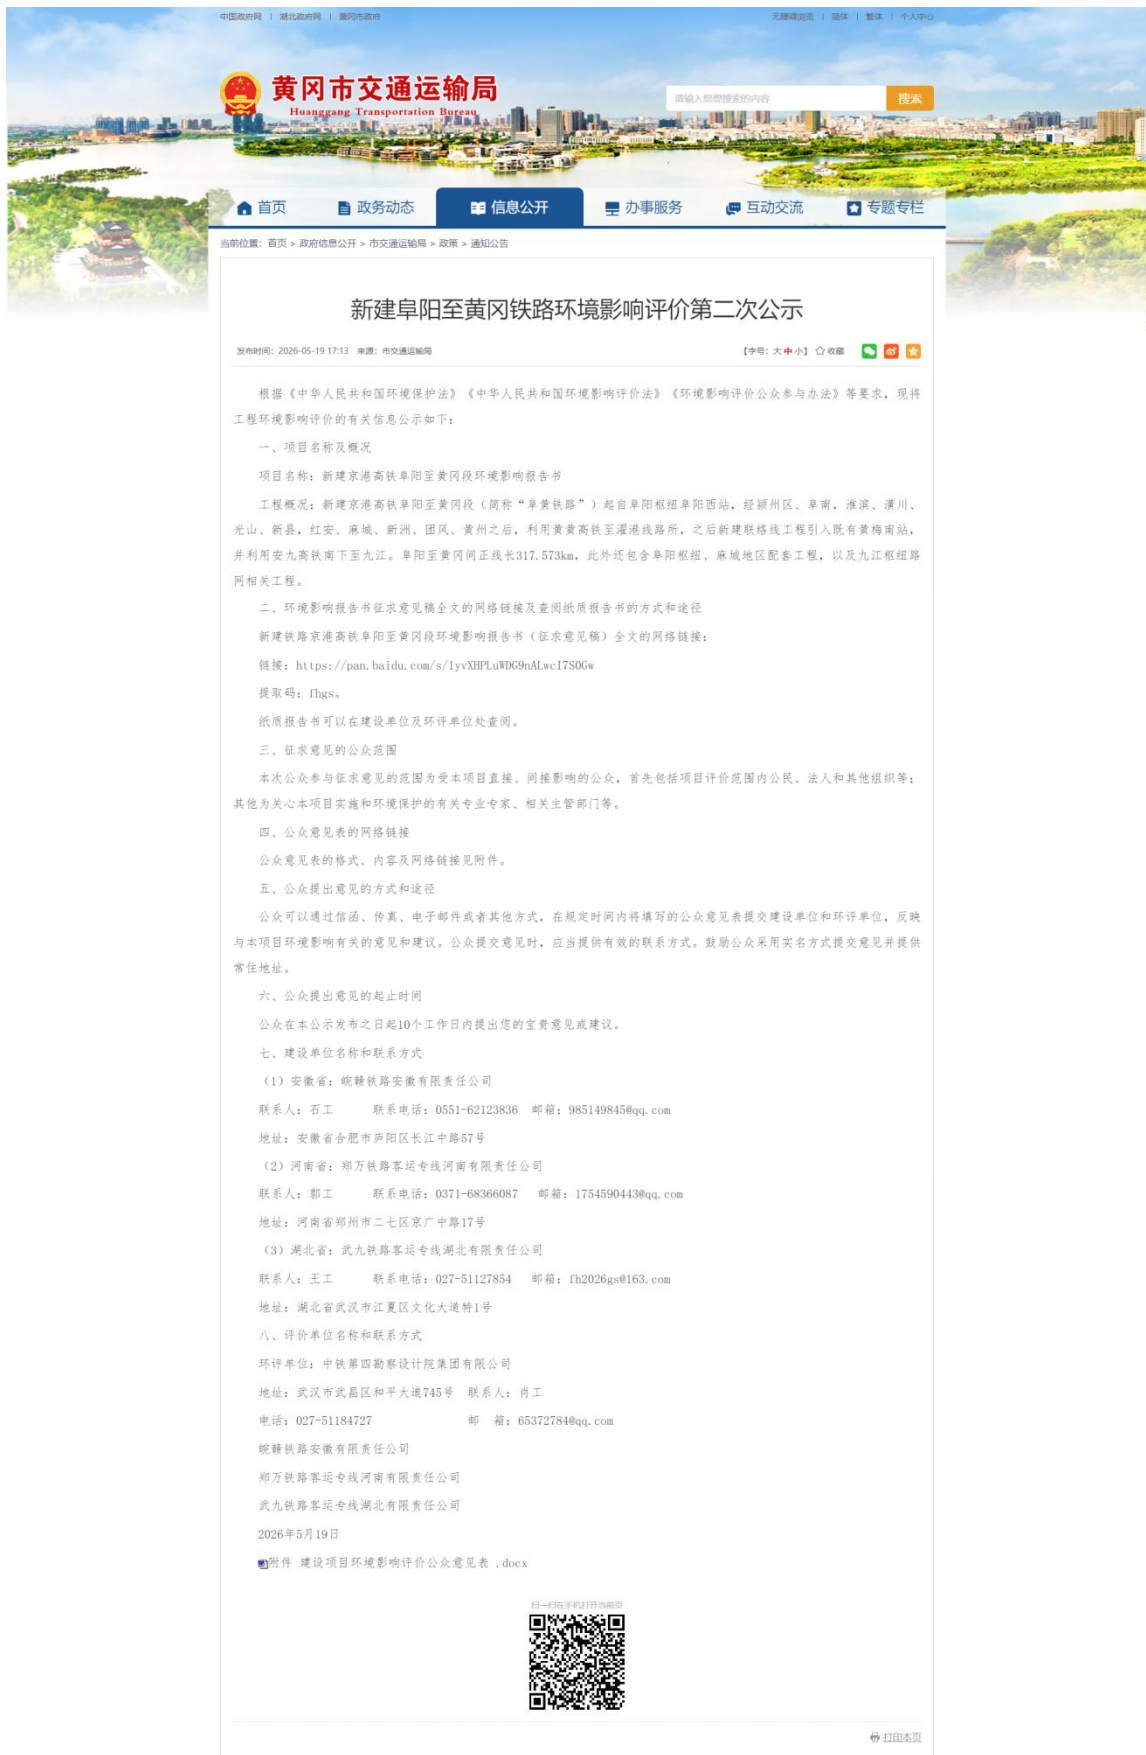 中国政府网 | 湖北政府网 | 黄冈市政府
无障碍浏览 | 简体 | 繁体 | 个人中心
黄冈市交通运输局
Huanggang Transportation Bureau
请输入您想搜索的内容
搜索
首页 政务动态 信息公开 办事服务 互动交流 专题专栏
当前位置：首页 > 政府信息公开 > 市交通运输局 > 政策 > 通知公告
新建阜阳至黄冈铁路环境影响评价第二次公示
发布时间：2026-05-19 17:13 来源：市交通运输局
【字号：大 中 小】 ☆ 收藏
根据《中华人民共和国环境保护法》《中华人民共和国环境影响评价法》《环境影响评价公众参与办法》等要求，现将
工程环境影响评价的有关信息公示如下：
一、项目名称及概况
项目名称：新建京港高铁阜阳至黄冈段环境影响报告书
工程概况：新建京港高铁阜阳至黄冈段（简称“阜黄铁路”）起自阜阳枢纽阜阳西站，经颍州区、阜南，淮滨、潢川、
光山、新县，红安、麻城、新洲、团风、黄州之后，利用黄黄高铁至濯港线路所，之后新建联络线工程引入既有黄梅南站，
并利用安九高铁南下至九江。阜阳至黄冈间正线长317.573km，此外还包含阜阳枢纽、麻城地区配套工程，以及九江枢纽路
网相关工程。
二、环境影响报告书征求意见稿全文的网络链接及查阅纸质报告书的方式和途径
新建铁路京港高铁阜阳至黄冈段环境影响报告书（征求意见稿）全文的网络链接：
链接：https://pan.baidu.com/s/1yvXHPLuWDG9nALwcI7S0Gw
提取码：fhgs。
纸质报告书可以在建设单位及环评单位处查阅。
三、征求意见的公众范围
本次公众参与征求意见的范围为受本项目直接、间接影响的公众，首先包括项目评价范围内公民、法人和其他组织等；
其他为关心本项目实施和环境保护的有关专业专家、相关主管部门等。
四、公众意见表的网络链接
公众意见表的格式、内容及网络链接见附件。
五、公众提出意见的方式和途径
公众可以通过信函、传真、电子邮件或者其他方式，在规定时间内将填写的公众意见表提交建设单位和环评单位，反映
与本项目环境影响有关的意见和建议。公众提交意见时，应当提供有效的联系方式。鼓励公众采用实名方式提交意见并提供
常住地址。
六、公众提出意见的起止时间
公众在本公示发布之日起10个工作日内提出您的宝贵意见或建议。
七、建设单位名称和联系方式
（1）安徽省：皖赣铁路安徽有限责任公司
联系人：石工 联系电话：0551-62123836 邮箱：985149845@qq.com
地址：安徽省合肥市庐阳区长江中路57号
（2）河南省：郑万铁路客运专线河南有限责任公司
联系人：郭工 联系电话：0371-68366087 邮箱：1754590443@qq.com
地址：河南省郑州市二七区京广中路17号
（3）湖北省：武九铁路客运专线湖北有限责任公司
联系人：王工 联系电话：027-51127854 邮箱：fh2026gs@163.com
地址：湖北省武汉市江夏区文化大道特1号
八、评价单位名称和联系方式
环评单位：中铁第四勘察设计院集团有限公司
地址：武汉市武昌区和平大道745号 联系人：肖工
电话：027-51184727 邮 箱：65372784@qq.com
皖赣铁路安徽有限责任公司
郑万铁路客运专线河南有限责任公司
武九铁路客运专线湖北有限责任公司
2026年5月19日
附件 建设项目环境影响评价公众意见表 .docx
扫一扫在手机打开当前页
打印本页